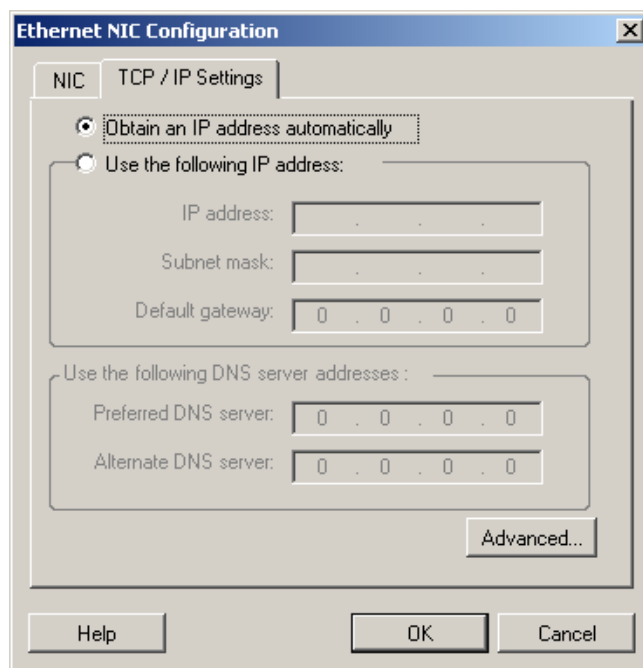 Ethernet NIC Configuration
NIC
TCP / IP Settings
Obtain an IP address automatically
Use the following IP address:
IP address: . . .
Subnet mask: . . .
Default gateway: 0 . 0 . 0 . 0
Use the following DNS server addresses :
Preferred DNS server: 0 . 0 . 0 . 0
Alternate DNS server: 0 . 0 . 0 . 0
Advanced...
Help
OK
Cancel